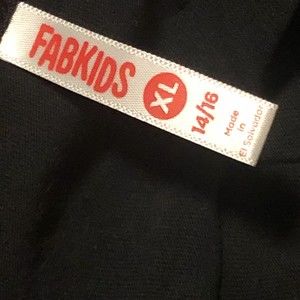 FABKIDS
XL
14/16
Made
in
El Salvador